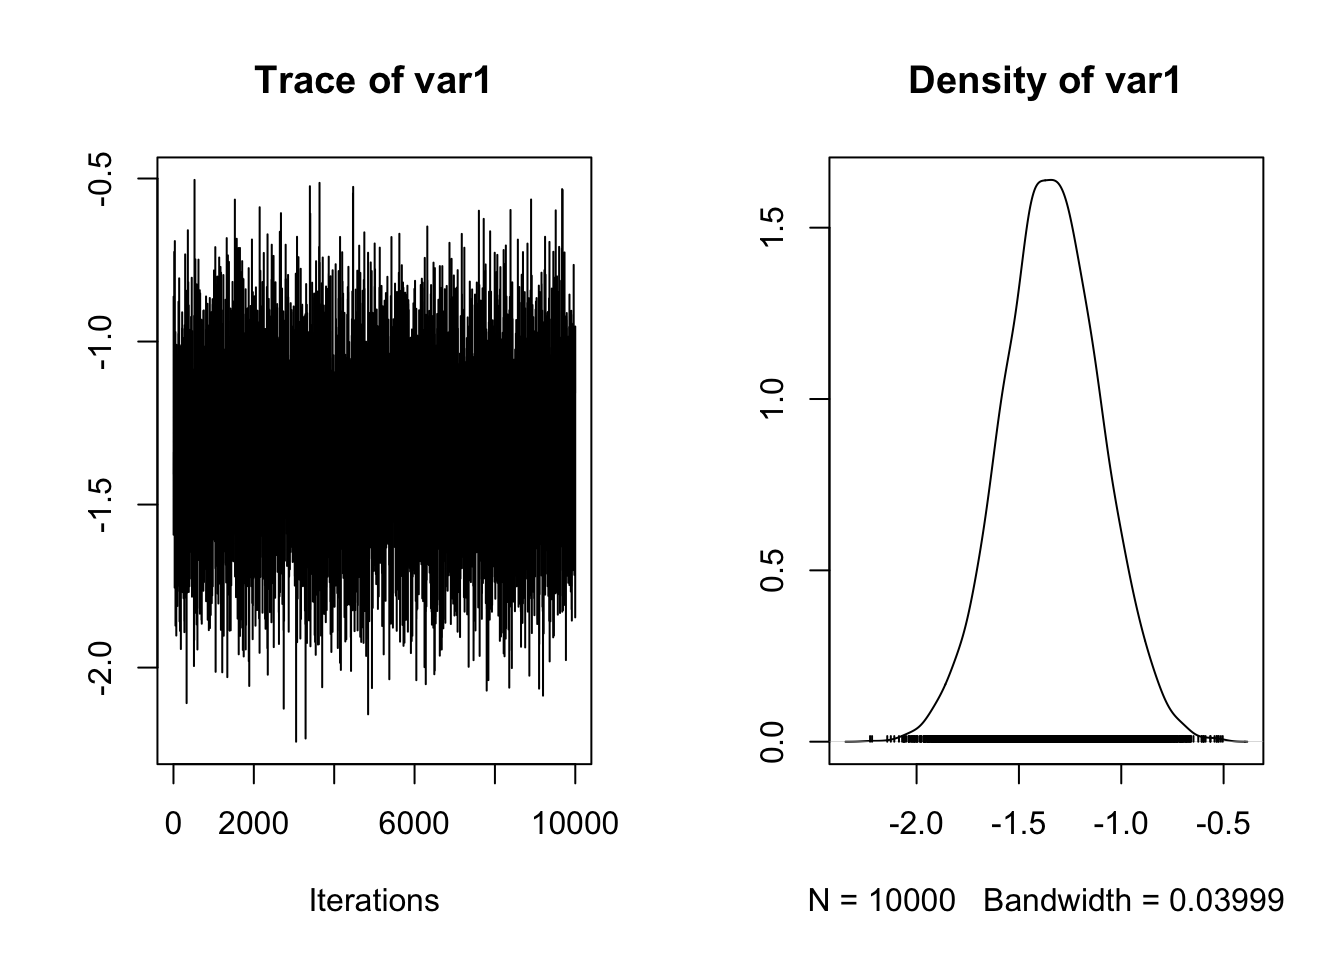 Trace of var1
-0.5
-1.0
-1.5
-2.0
0 2000 6000 10000
Iterations
Density of var1
1.5
1.0
0.5
0.0
-2.0 -1.5 -1.0 -0.5
N = 10000 Bandwidth = 0.03999